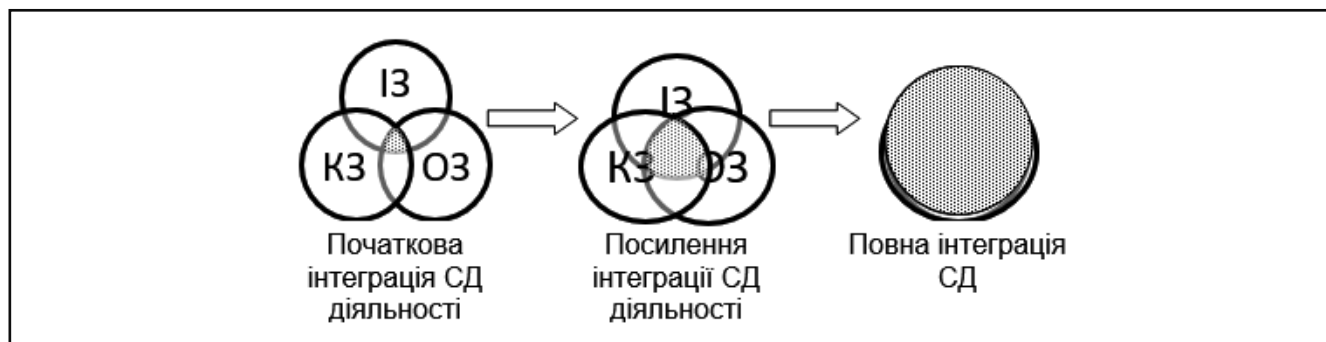 ІЗ
КЗ
ОЗ
Початкова
інтеграція СД
діяльності
ІЗ
КЗ
ОЗ
Посилення
інтеграції СД
діяльності
Повна інтеграція
СД